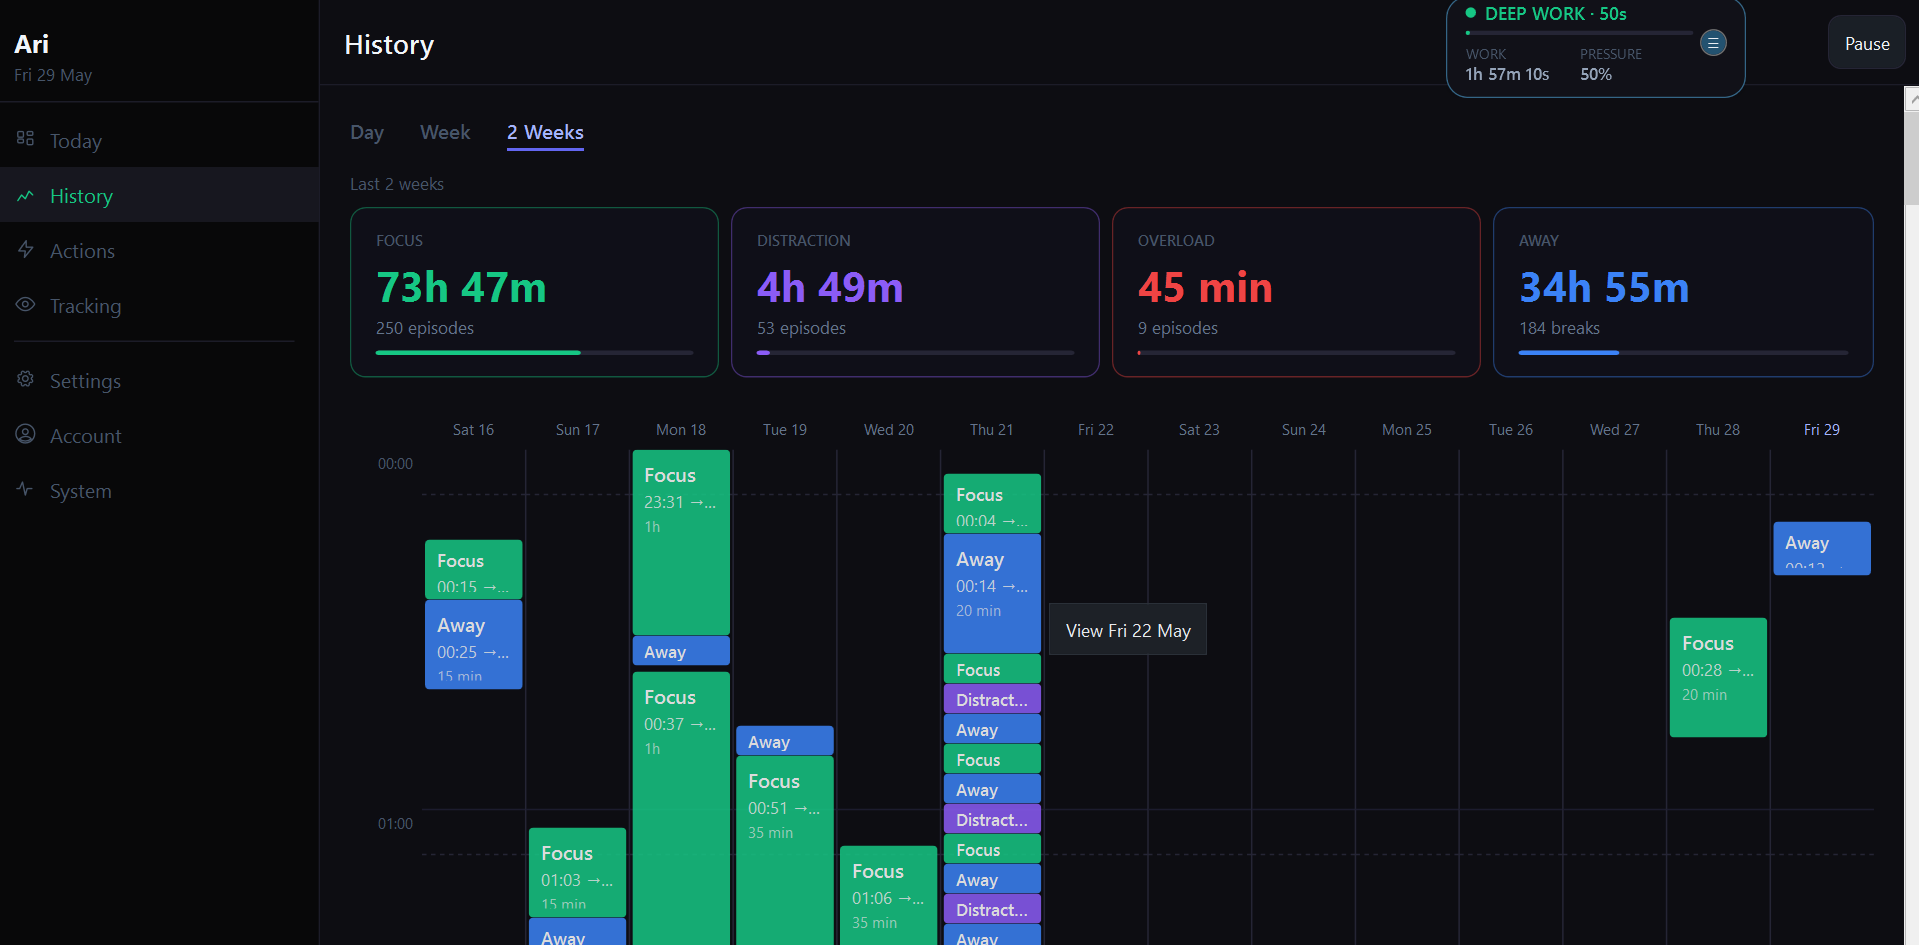 Ari
Fri 29 May
Today
History
Actions
Tracking
Settings
Account
System
History
DEEP WORK · 50s
WORK
1h 57m 10s
PRESSURE
50%
Pause
Day
Week
2 Weeks
Last 2 weeks
FOCUS
73h 47m
250 episodes
DISTRACTION
4h 49m
53 episodes
OVERLOAD
45 min
9 episodes
AWAY
34h 55m
184 breaks
Sat 16
Sun 17
Mon 18
Tue 19
Wed 20
Thu 21
Fri 22
Sat 23
Sun 24
Mon 25
Tue 26
Wed 27
Thu 28
Fri 29
00:00
01:00
Focus
00:15 →...
Away
00:25 →...
15 min
Focus
01:03 →...
15 min
Away
Focus
23:31 →...
1h
Away
Focus
00:37 →...
1h
Away
Focus
00:51 →...
35 min
Focus
01:06 →...
35 min
Focus
00:04 →...
Away
00:14 →...
20 min
Focus
Distract...
Away
Focus
Away
Distract...
Focus
Away
Distract...
Away
View Fri 22 May
Focus
00:28 →...
20 min
Away